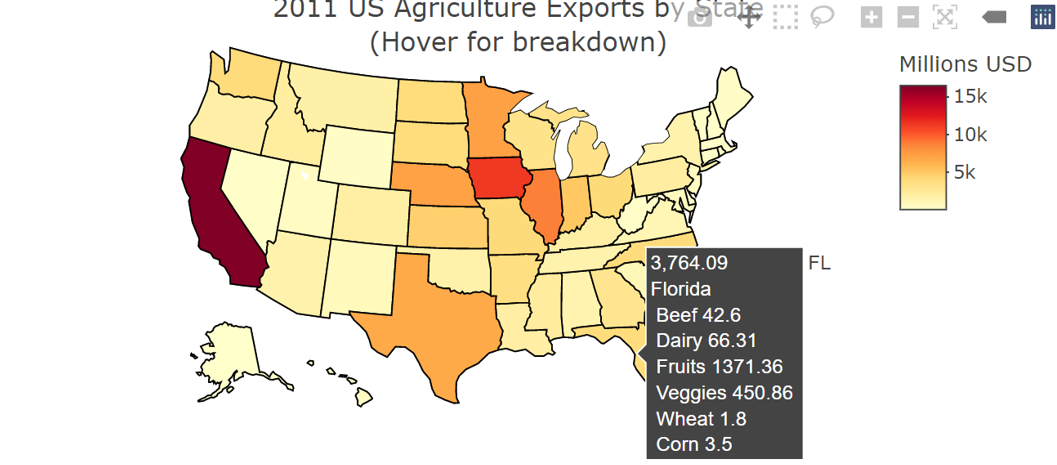 2011 US Agriculture Exports by State
(Hover for breakdown)
Millions USD
15k
10k
5k
3,764.09
FL
Florida
Beef 42.6
Dairy 66.31
Fruits 1371.36
Veggies 450.86
Wheat 1.8
Corn 3.5